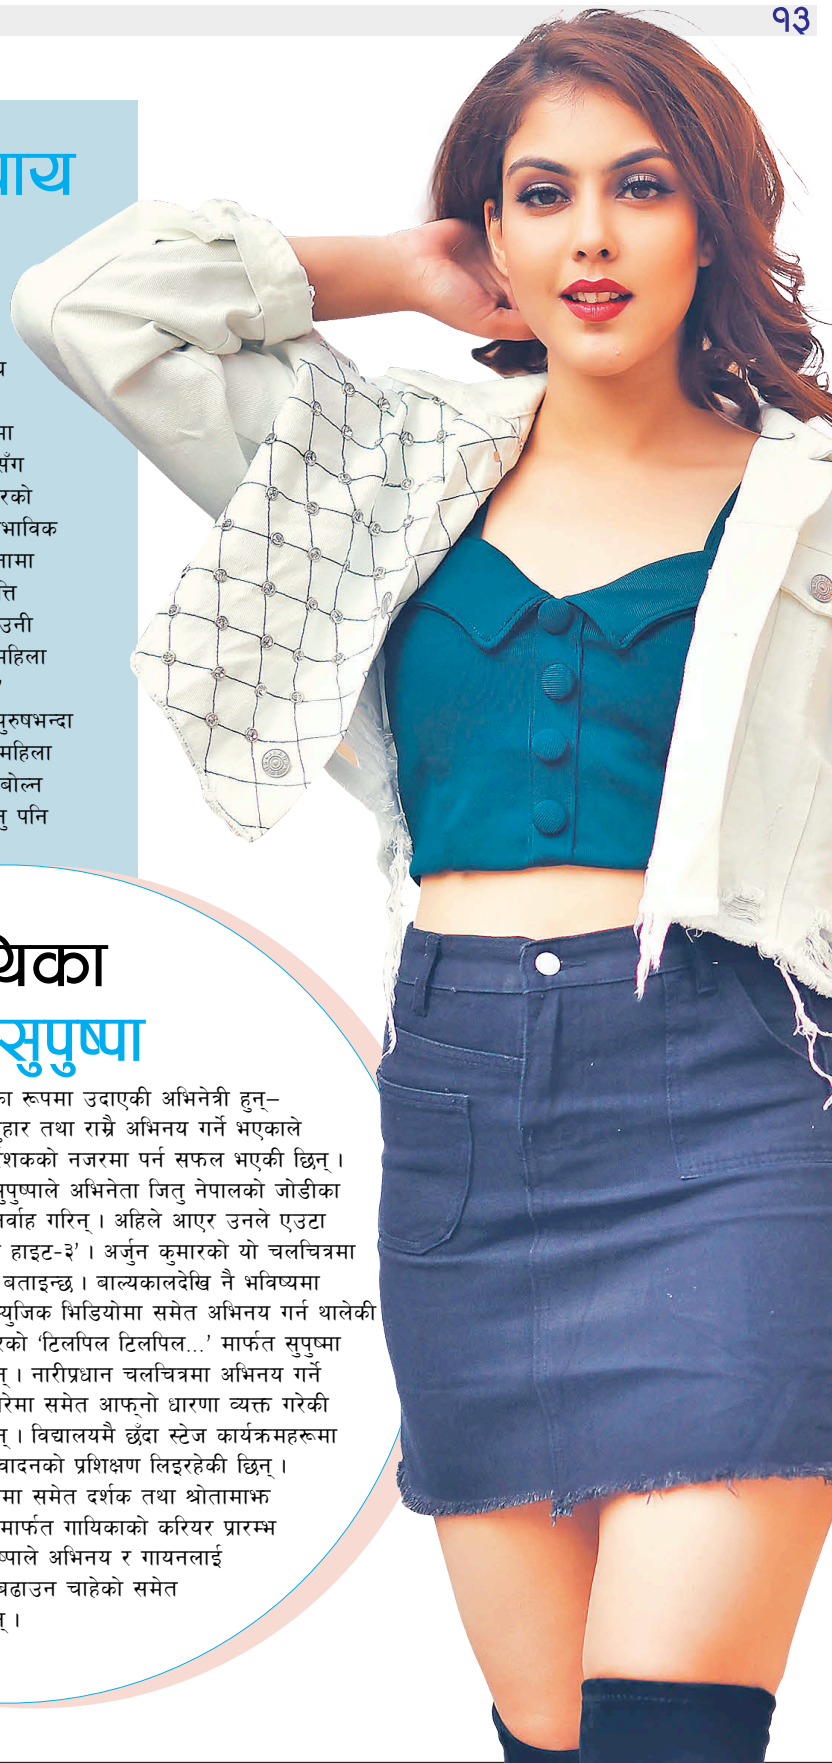 १३
मा
सँग
रको
भाविक
त्ति
उनी
महिला
पुरुषभन्दा
महिला
बोल्न
पनि
सुपुष्पा
रूपमा उदाएकी अभिनेत्री हुन्–
तथा राम्रै अभिनय गर्ने भएकाले
नजरमा पर्न सफल भएकी छिन् ।
सुपुष्पाले अभिनेता जितु नेपालको जोडीका
गरिन् । अहिले आएर उनले एउटा
हाइट-३’ । अर्जुन कुमारको यो चलचित्रमा
बताइन्छ । बाल्यकालदेखि नै भविष्यमा
म्युजिक भिडियोमा समेत अभिनय गर्न थालेकी
रको ‘टिलपिल टिलपिल...’ मार्फत सुपुष्मा
। नारीप्रधान चलचित्रमा अभिनय गर्ने
समेत आफ्नो धारणा व्यक्त गरेकी
। विद्यालयमै छँदा स्टेज कार्यक्रमहरूमा
वादनको प्रशिक्षण लिइरहेकी छिन् ।
मा समेत दर्शक तथा श्रोतामाझ
मार्फत गायिकाको करियर प्रारम्भ
अभिनय र गायनलाई
बढाउन चाहेको समेत